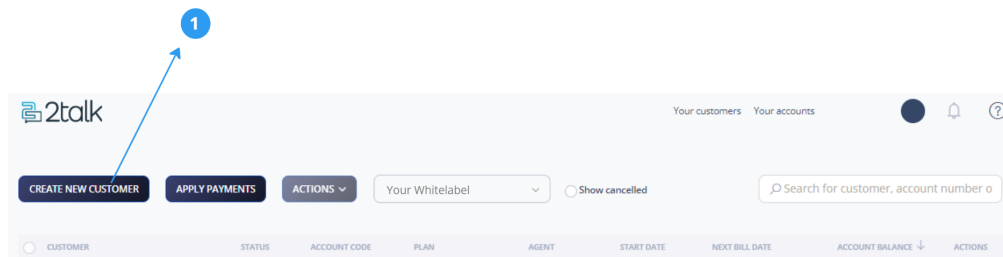 1
2talk
Your customers Your accounts
?
CREATE NEW CUSTOMER APPLY PAYMENTS ACTIONS Your Whitelabel Show cancelled Search for customer, account number o
CUSTOMER STATUS ACCOUNT CODE PLAN AGENT START DATE NEXT BILL DATE ACCOUNT BALANCE ACTIONS